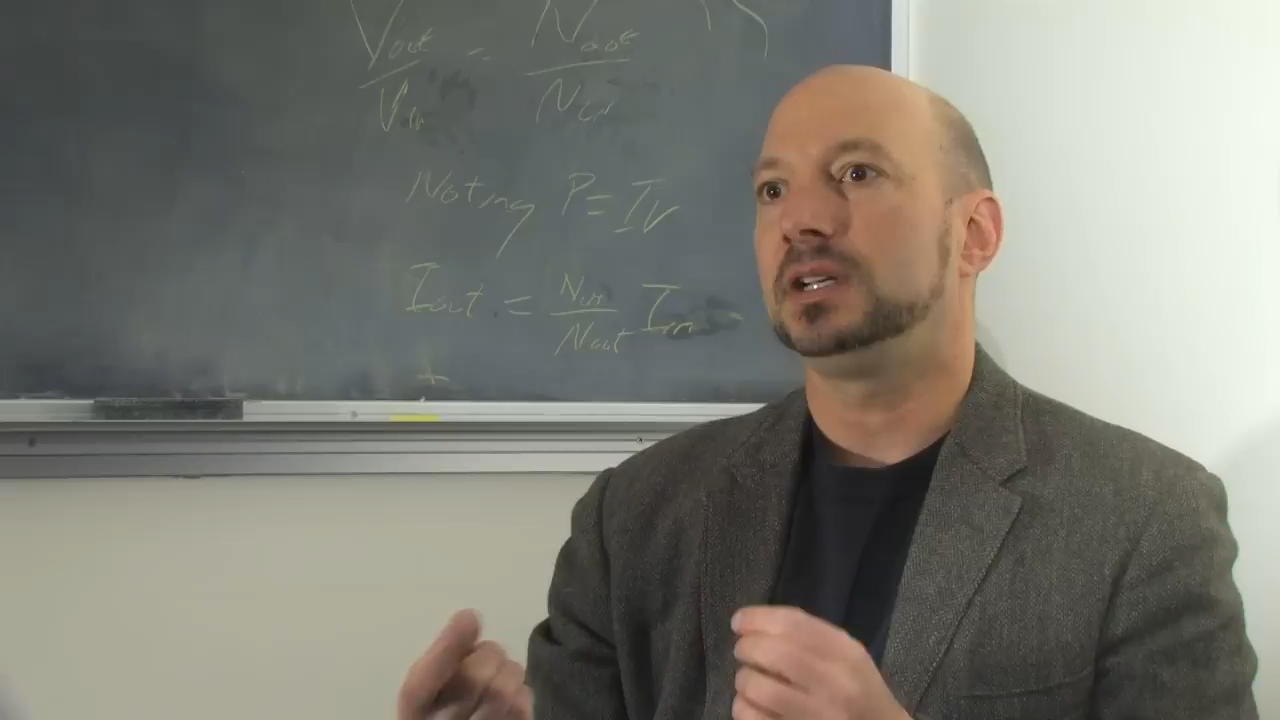 Vout / Vin = Nout / Nin
Noting P = IV
Iout = Nin / Nout Iin